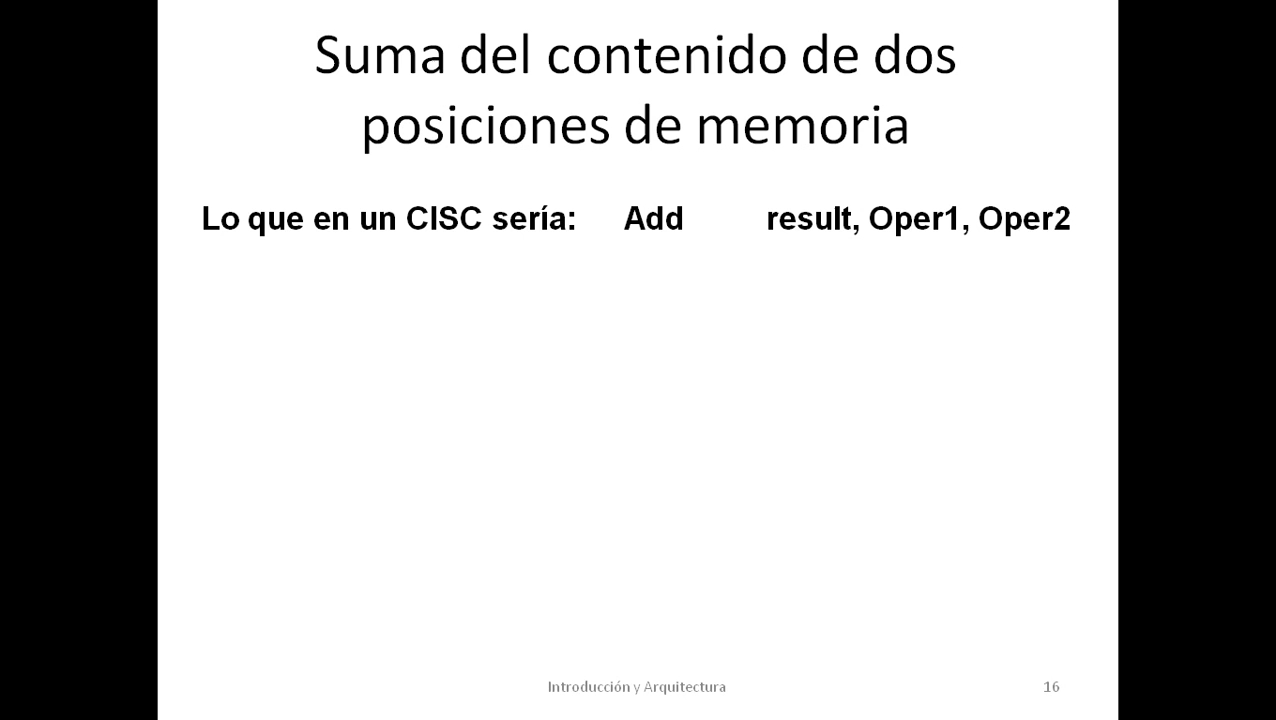 Suma del contenido de dos
posiciones de memoria
Lo que en un CISC sería: Add result, Oper1, Oper2
Introducción y Arquitectura 16